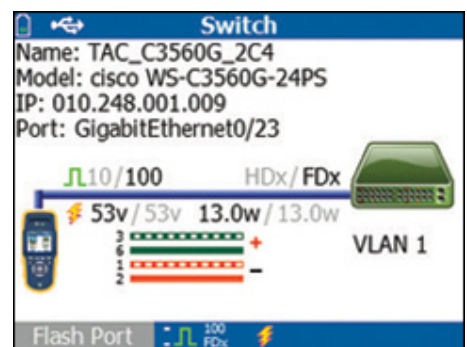 Switch
Name: TAC_C3560G_2C4
Model: cisco WS-C3560G-24PS
IP: 010.248.001.009
Port: GigabitEthernet0/23
10/100 HDx/FDx
53v/53v 13.0w/13.0w
3
6
+
1
2
−
VLAN 1
Flash Port 100 FDx